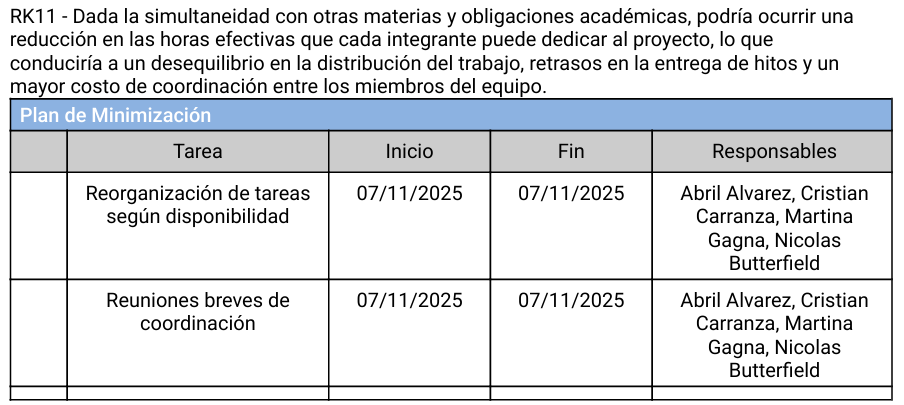 RK11 - Dada la simultaneidad con otras materias y obligaciones académicas, podría ocurrir una
reducción en las horas efectivas que cada integrante puede dedicar al proyecto, lo que
conduciría a un desequilibrio en la distribución del trabajo, retrasos en la entrega de hitos y un
mayor costo de coordinación entre los miembros del equipo.
Plan de Minimización
Tarea Inicio Fin Responsables
Reorganización de tareas 07/11/2025 07/11/2025 Abril Alvarez, Cristian
según disponibilidad Carranza, Martina
Gagna, Nicolas
Butterfield
Reuniones breves de 07/11/2025 07/11/2025 Abril Alvarez, Cristian
coordinación Carranza, Martina
Gagna, Nicolas
Butterfield